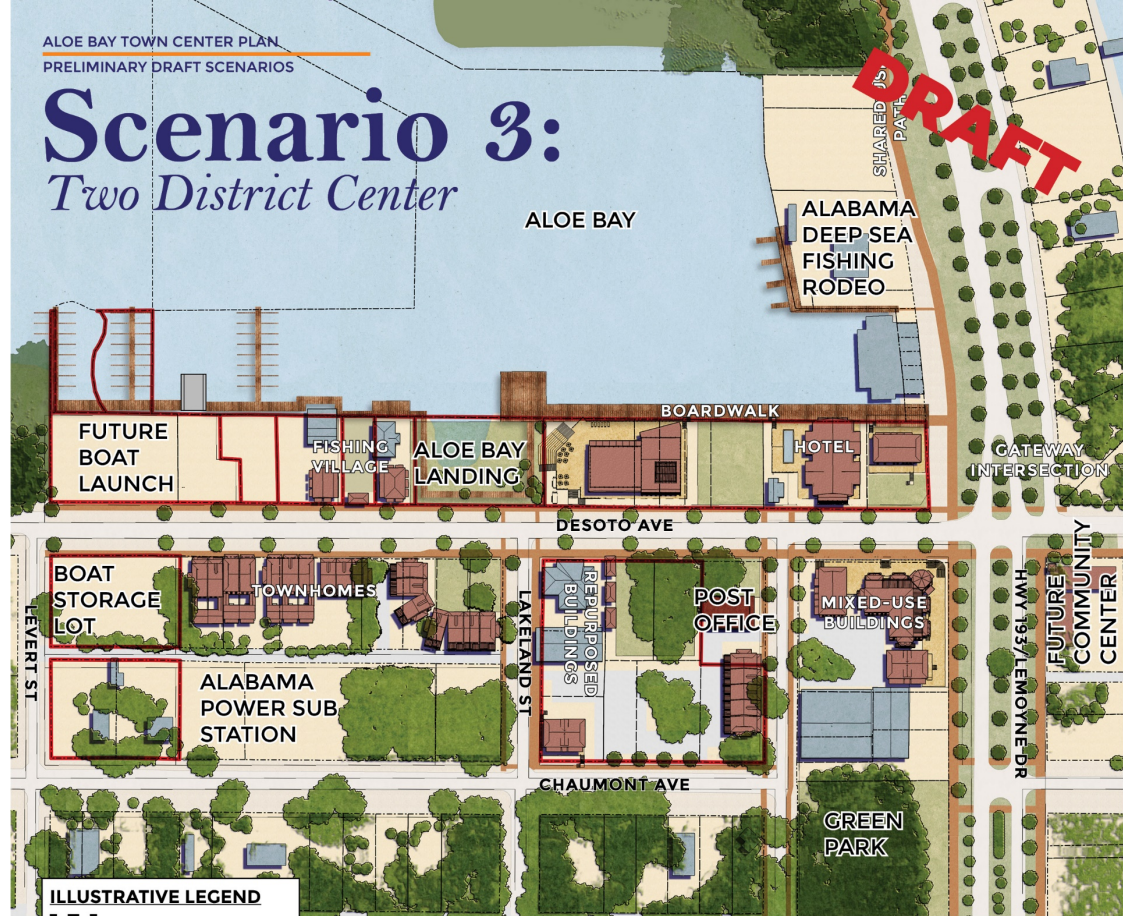 ALOE BAY TOWN CENTER PLAN
PRELIMINARY DRAFT SCENARIOS
Scenario 3:
Two District Center
DRAFT
SHARED US
PATH
ALOE BAY
ALABAMA
DEEP SEA
FISHING
RODEO
BOARDWALK
FUTURE
BOAT
LAUNCH
FISHING
VILLAGE
ALOE BAY
LANDING
HOTEL
GATEWAY
INTERSECTION
DESOTO AVE
BOAT
STORAGE
LOT
TOWNHOMES
REPURPOSED
BUILDINGS
POST
OFFICE
MIXED-USE
BUILDINGS
FUTURE
COMMUNITY
CENTER
LEVERT ST
LAKELAND ST
HWY 193/LEMOYNE DR
ALABAMA
POWER SUB
STATION
CHAUMONT AVE
GREEN
PARK
ILLUSTRATIVE LEGEND